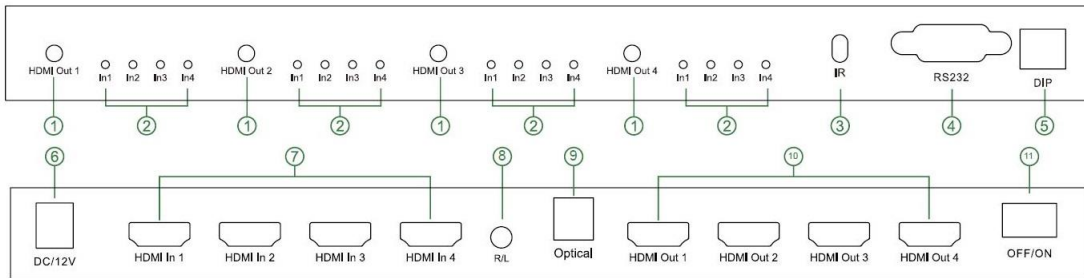 HDMI Out 1 In1 In2 In3 In4 HDMI Out 2 In1 In2 In3 In4 HDMI Out 3 In1 In2 In3 In4 HDMI Out 4 In1 In2 In3 In4 IR RS232 DIP
1 2 1 2 1 2 1 2 3 4 5
6 7 8 9 10 11
DC/12V HDMI In 1 HDMI In 2 HDMI In 3 HDMI In 4 R/L Optical HDMI Out 1 HDMI Out 2 HDMI Out 3 HDMI Out 4 OFF/ON